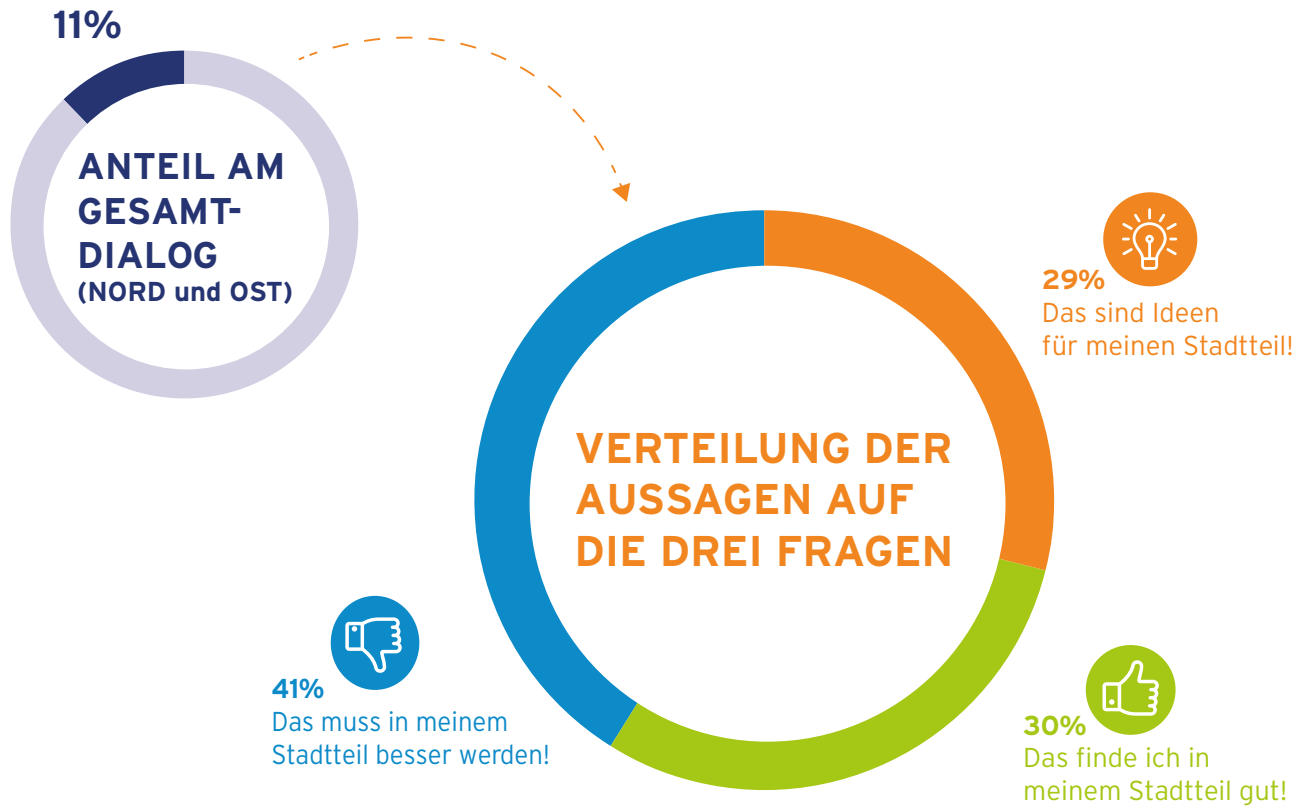 11%
ANTEIL AM
GESAMT-
DIALOG
(NORD und OST)
29%
Das sind Ideen
für meinen Stadtteil!
VERTEILUNG DER
AUSSAGEN AUF
DIE DREI FRAGEN
41%
Das muss in meinem
Stadtteil besser werden!
30%
Das finde ich in
meinem Stadtteil gut!